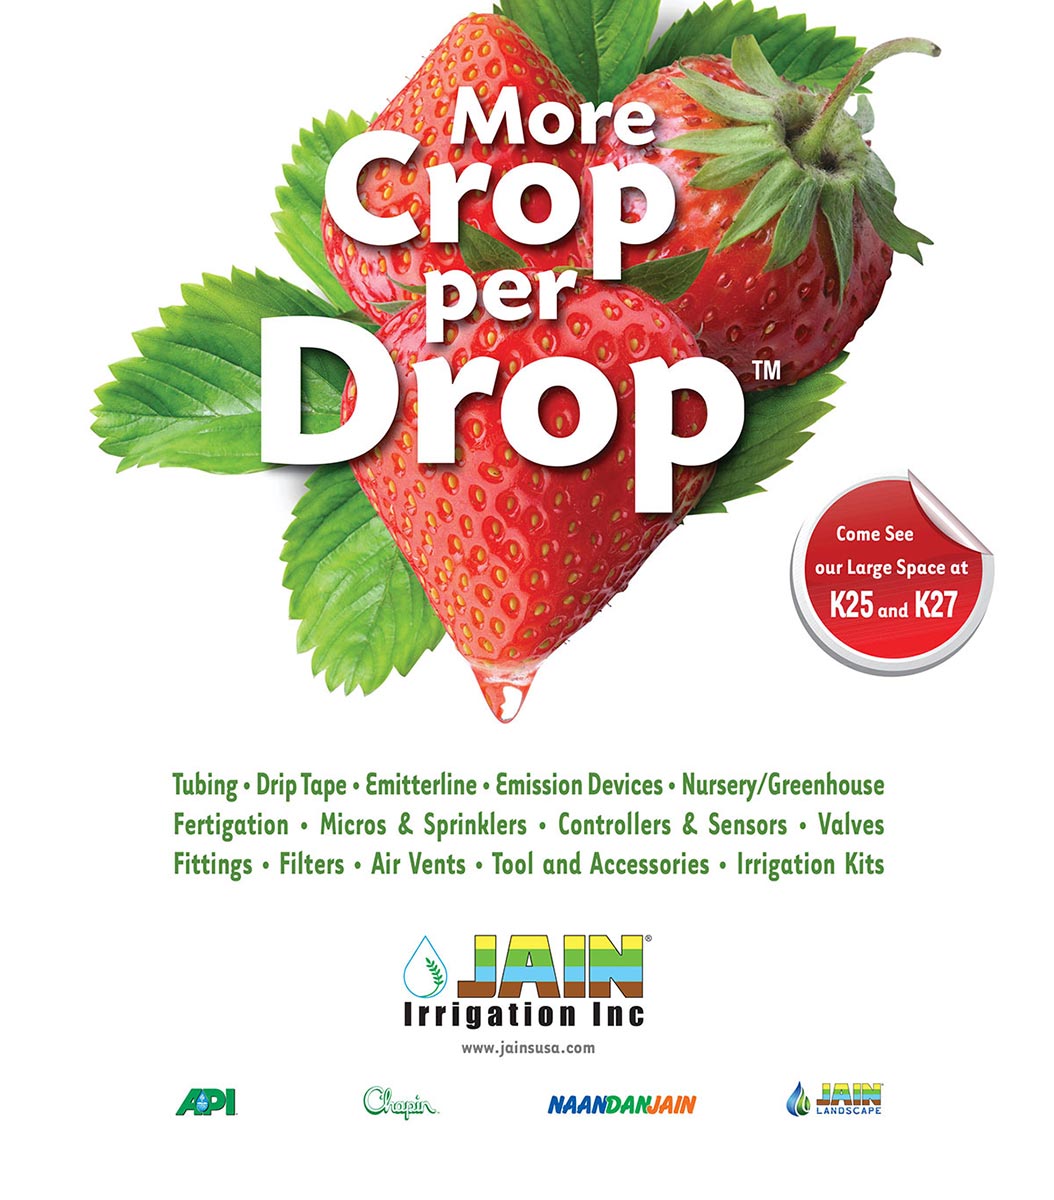 More
Crop
per
Drop™
Come See
our Large Space at
K25 and K27
Tubing • Drip Tape • Emitterline • Emission Devices • Nursery/Greenhouse
Fertigation • Micros & Sprinklers • Controllers & Sensors • Valves
Fittings • Filters • Air Vents • Tool and Accessories • Irrigation Kits
JAIN®
Irrigation Inc
www.jainsusa.com
API
Chapin
NAANDANJAIN
JAIN
LANDSCAPE